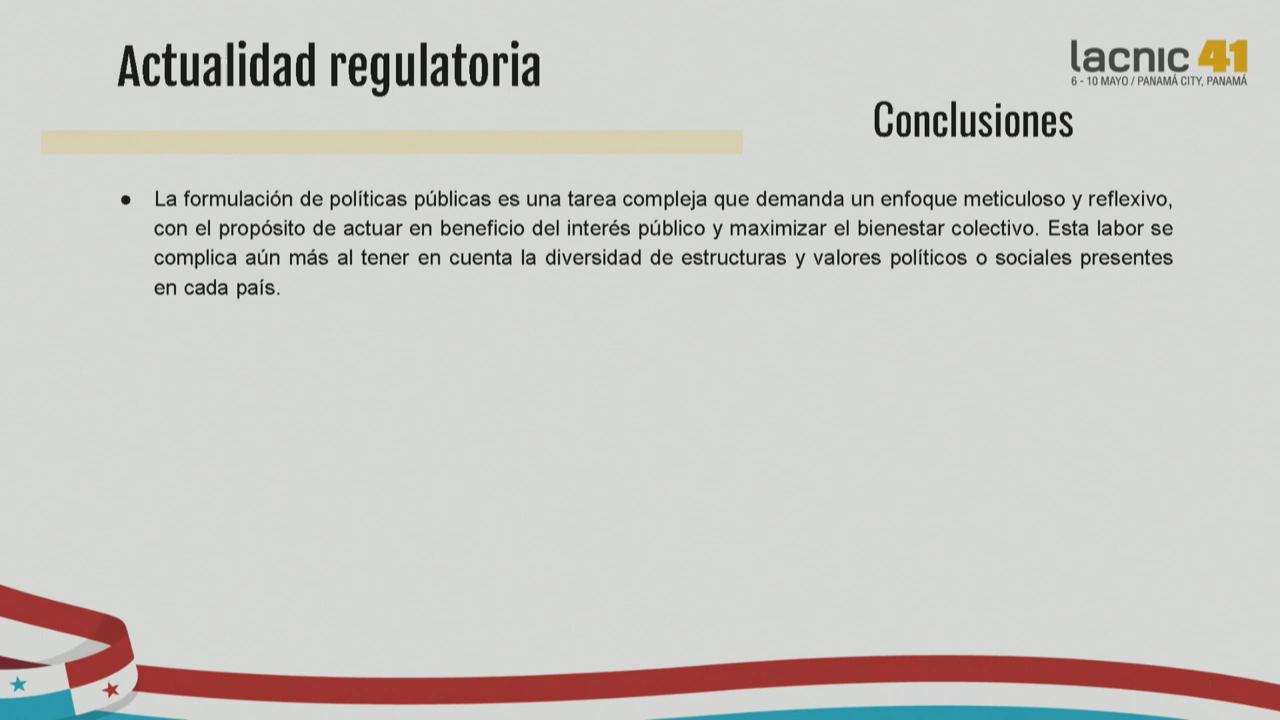 Actualidad regulatoria
lacnic 41
6 - 10 MAYO / PANAMÁ CITY, PANAMÁ
Conclusiones
● La formulación de políticas públicas es una tarea compleja que demanda un enfoque meticuloso y reflexivo,
con el propósito de actuar en beneficio del interés público y maximizar el bienestar colectivo. Esta labor se
complica aún más al tener en cuenta la diversidad de estructuras y valores políticos o sociales presentes
en cada país.